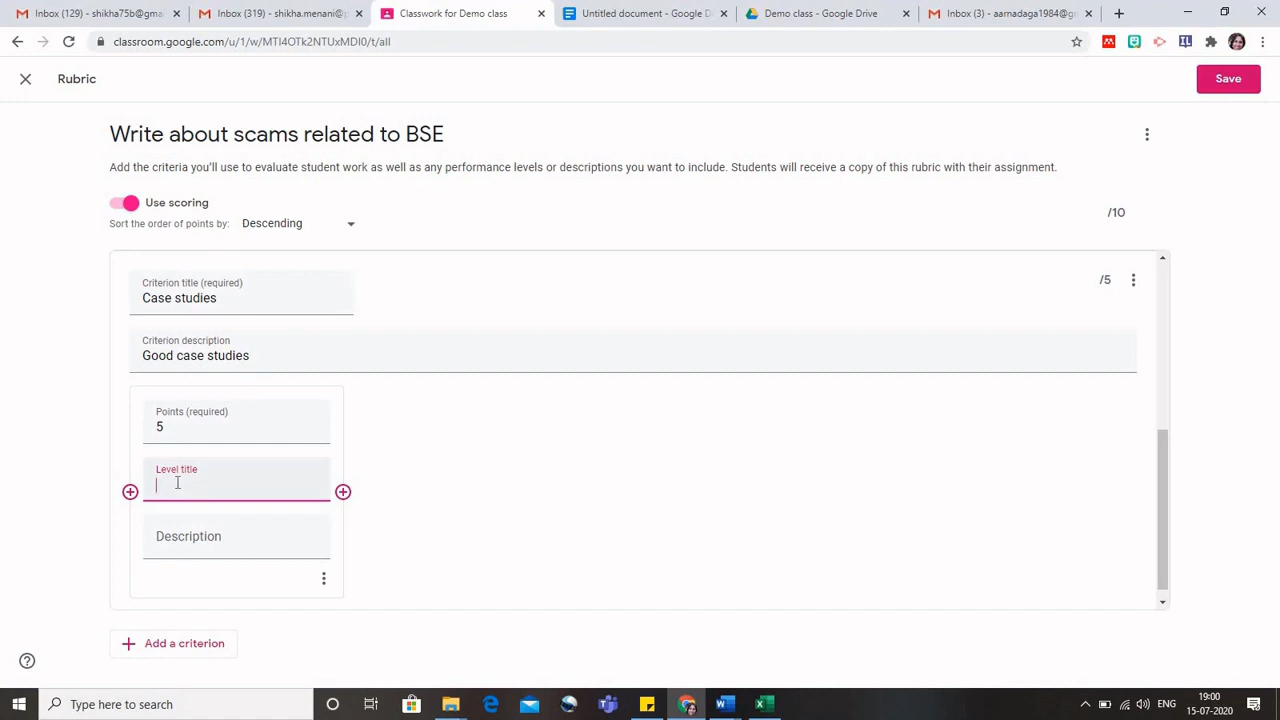 Inbox (129) - shikha75b@gma
Inbox (319) - shikhenemani@
Classwork for Demo class
Untitled document - Google D
Demo class - Google Drive
Inbox (3) - aamadaga1984@g
classroom.google.com/u/1/w/MTI4OTk2NTUxMDI0/t/all
Rubric
Save
Write about scams related to BSE
Add the criteria you'll use to evaluate student work as well as any performance levels or descriptions you want to include. Students will receive a copy of this rubric with their assignment.
Use scoring
Sort the order of points by: Descending
/10
Criterion title (required)
Case studies
/5
Criterion description
Good case studies
Points (required)
5
Level title
Description
Add a criterion
Type here to search
ENG
19:00
15-07-2020